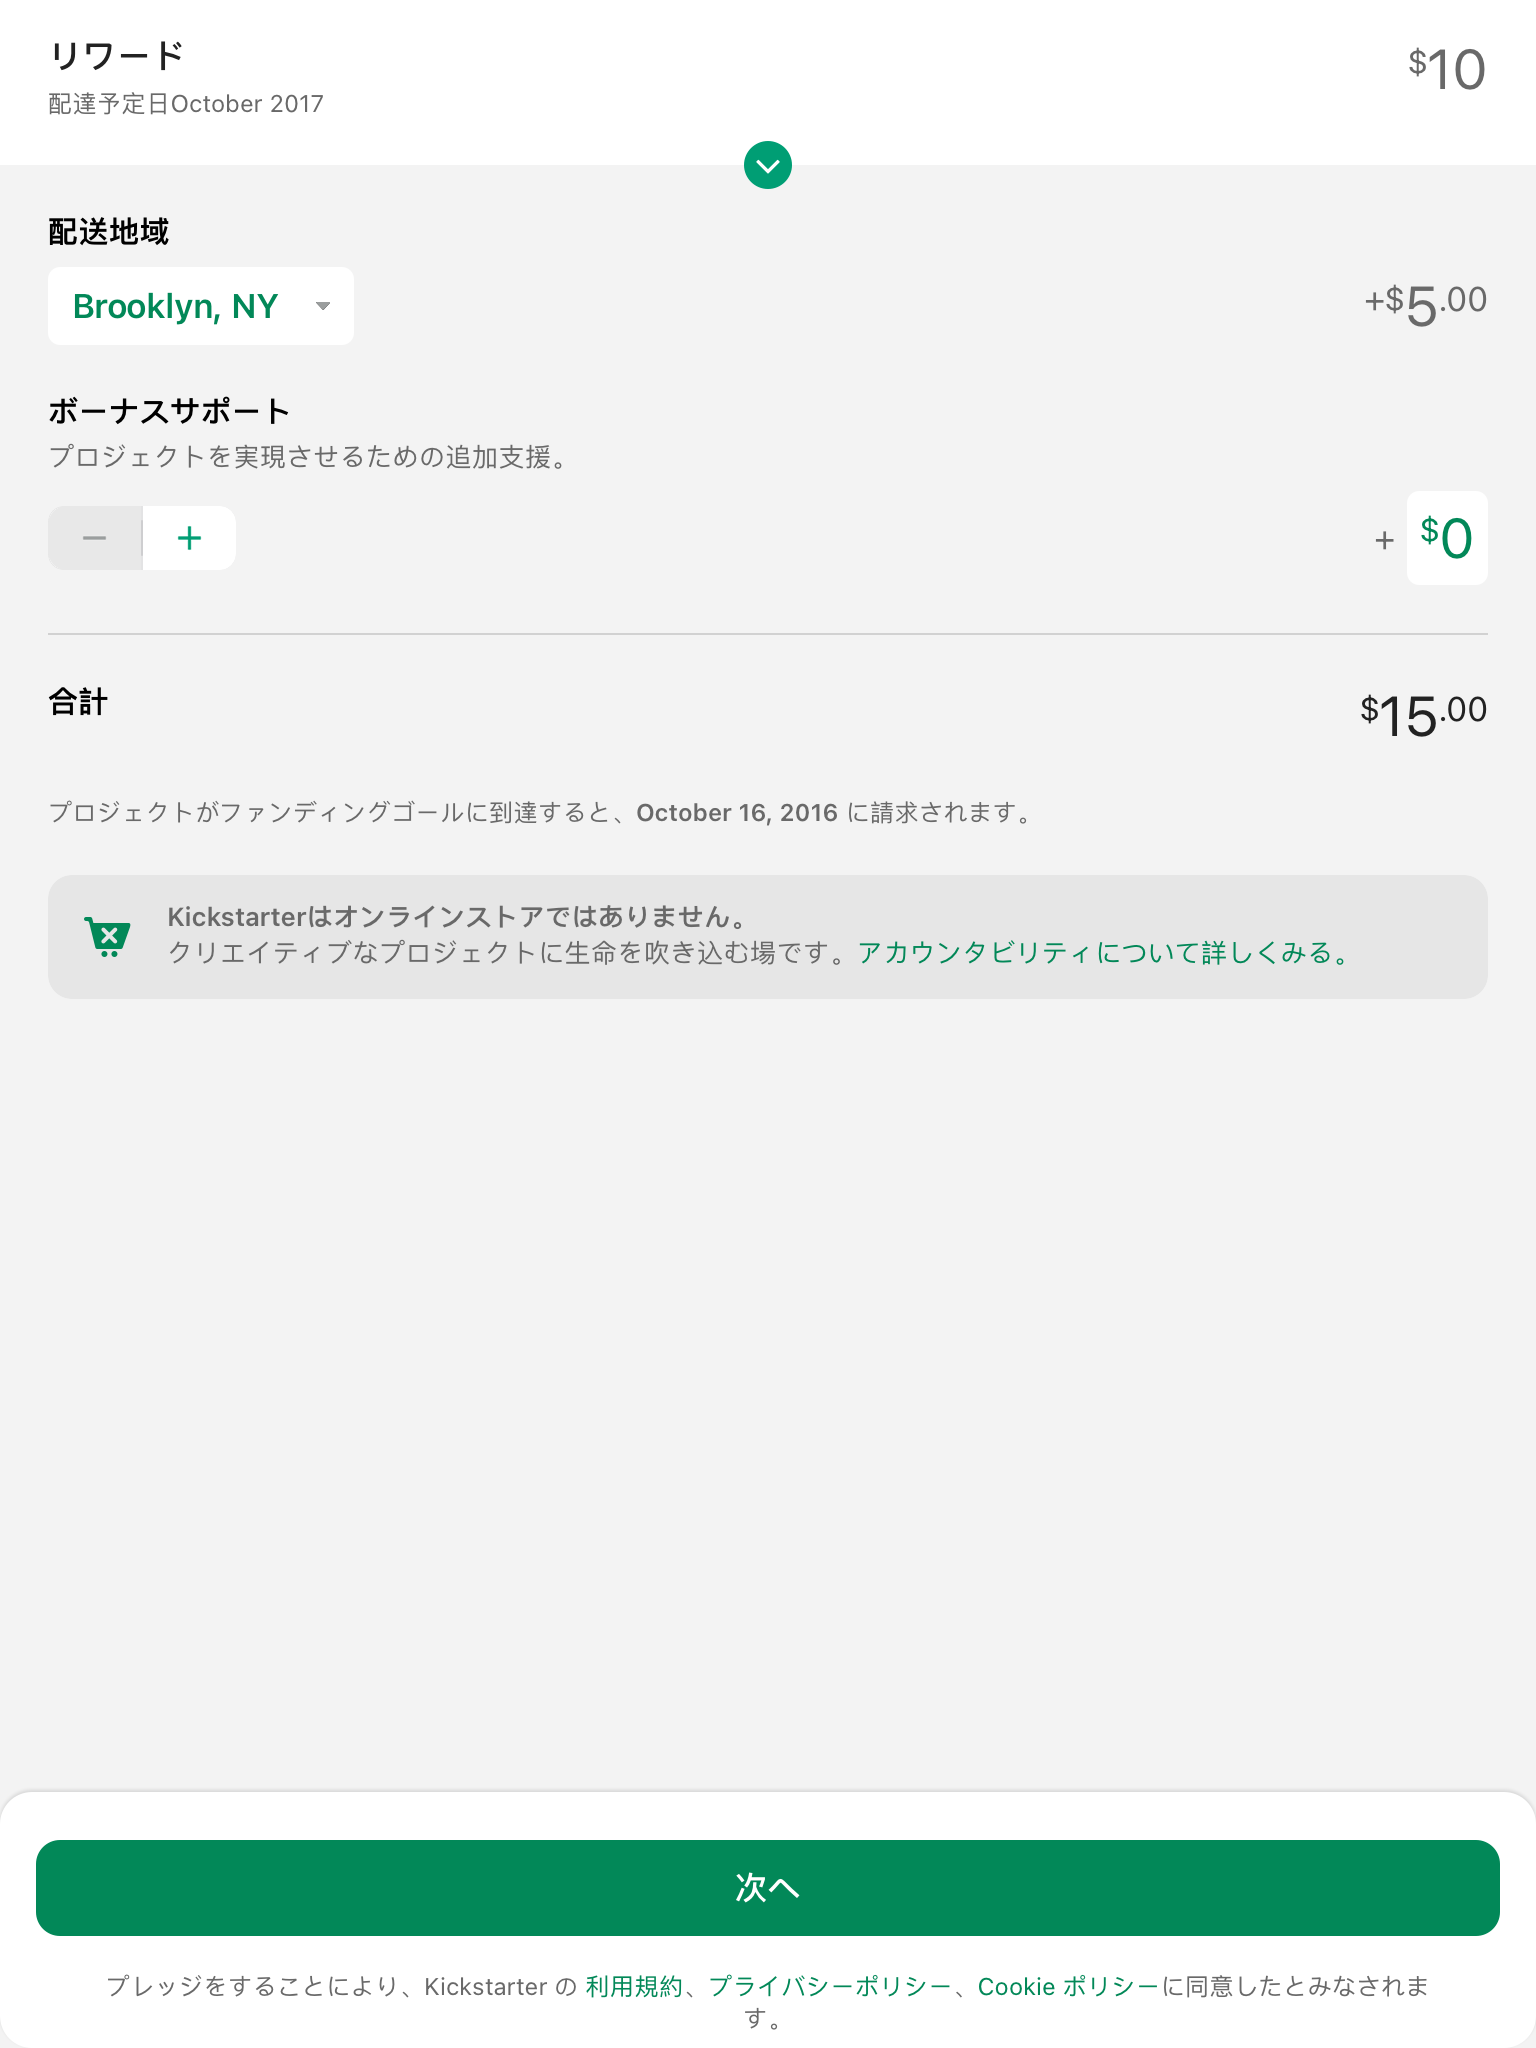 リワード
$10
配達予定日October 2017
配送地域
Brooklyn, NY
+$5.00
ボーナスサポート
プロジェクトを実現させるための追加支援。
+ $0
合計
$15.00
プロジェクトがファンディングゴールに到達すると、October 16, 2016 に請求されます。
Kickstarterはオンラインストアではありません。
クリエイティブなプロジェクトに生命を吹き込む場です。アカウンタビリティについて詳しくみる。
次へ
プレッジをすることにより、Kickstarter の 利用規約、プライバシーポリシー、Cookie ポリシーに同意したとみなされま
す。